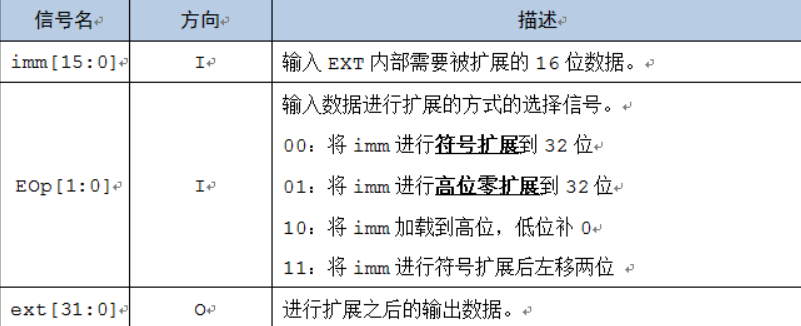 信号名 方向 描述
imm[15:0] I 输入 EXT 内部需要被扩展的 16 位数据。
EOp[1:0] I 输入数据进行扩展的方式的选择信号。
00：将 imm 进行符号扩展到 32 位
01：将 imm 进行高位零扩展到 32 位
10：将 imm 加载到高位，低位补 0
11：将 imm 进行符号扩展后左移两位
ext[31:0] O 进行扩展之后的输出数据。